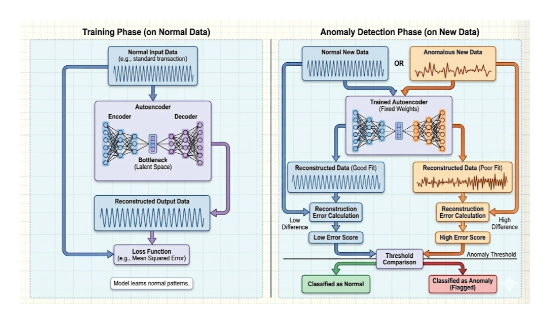 Training Phase (on Normal Data)
Normal Input Data
(e.g., standard transaction)
Autoencoder
Encoder
Decoder
Bottleneck
(Latent Space)
Reconstructed Output Data
Loss Function
(e.g., Mean Squared Error)
Model learns normal patterns.
Anomaly Detection Phase (on New Data)
Normal New Data
OR
Anomalous New Data
Trained Autoencoder
(Fixed Weights)
Reconstructed Data (Good Fit)
Reconstructed Data (Poor Fit)
Low
Difference
Reconstruction
Error Calculation
Reconstruction
Error Calculation
High
Difference
Low Error Score
High Error Score
Threshold
Comparison
Anomaly Threshold
Classified as Normal
Classified as Anomaly
(Flagged)